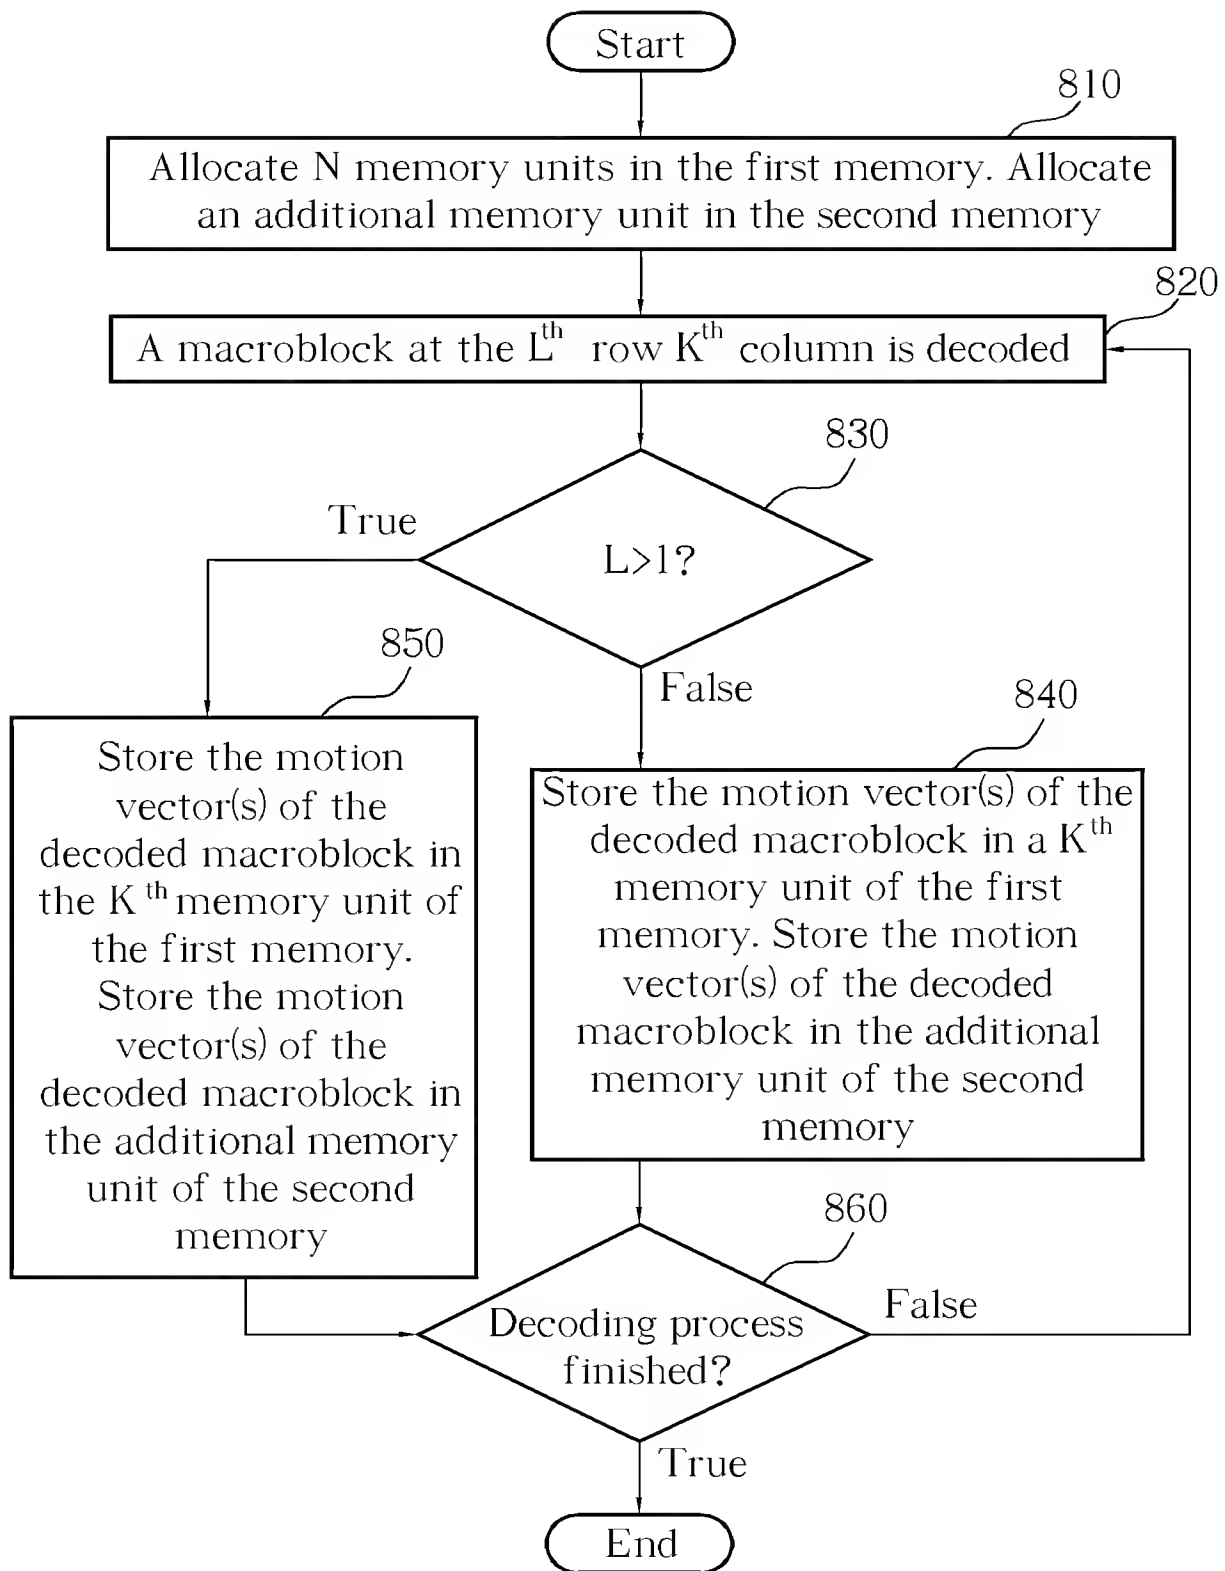 Start
810
Allocate N memory units in the first memory. Allocate
an additional memory unit in the second memory
820
A macroblock at the Lth row Kth column is decoded
830
True
L>1?
False
850
Store the motion
vector(s) of the
decoded macroblock in
the Kth memory unit of
the first memory.
Store the motion
vector(s) of the
decoded macroblock in
the additional memory
unit of the second
memory
840
Store the motion vector(s) of the
decoded macroblock in a Kth
memory unit of the first
memory. Store the motion
vector(s) of the decoded
macroblock in the additional
memory unit of the second
memory
860
Decoding process
finished?
False
True
End